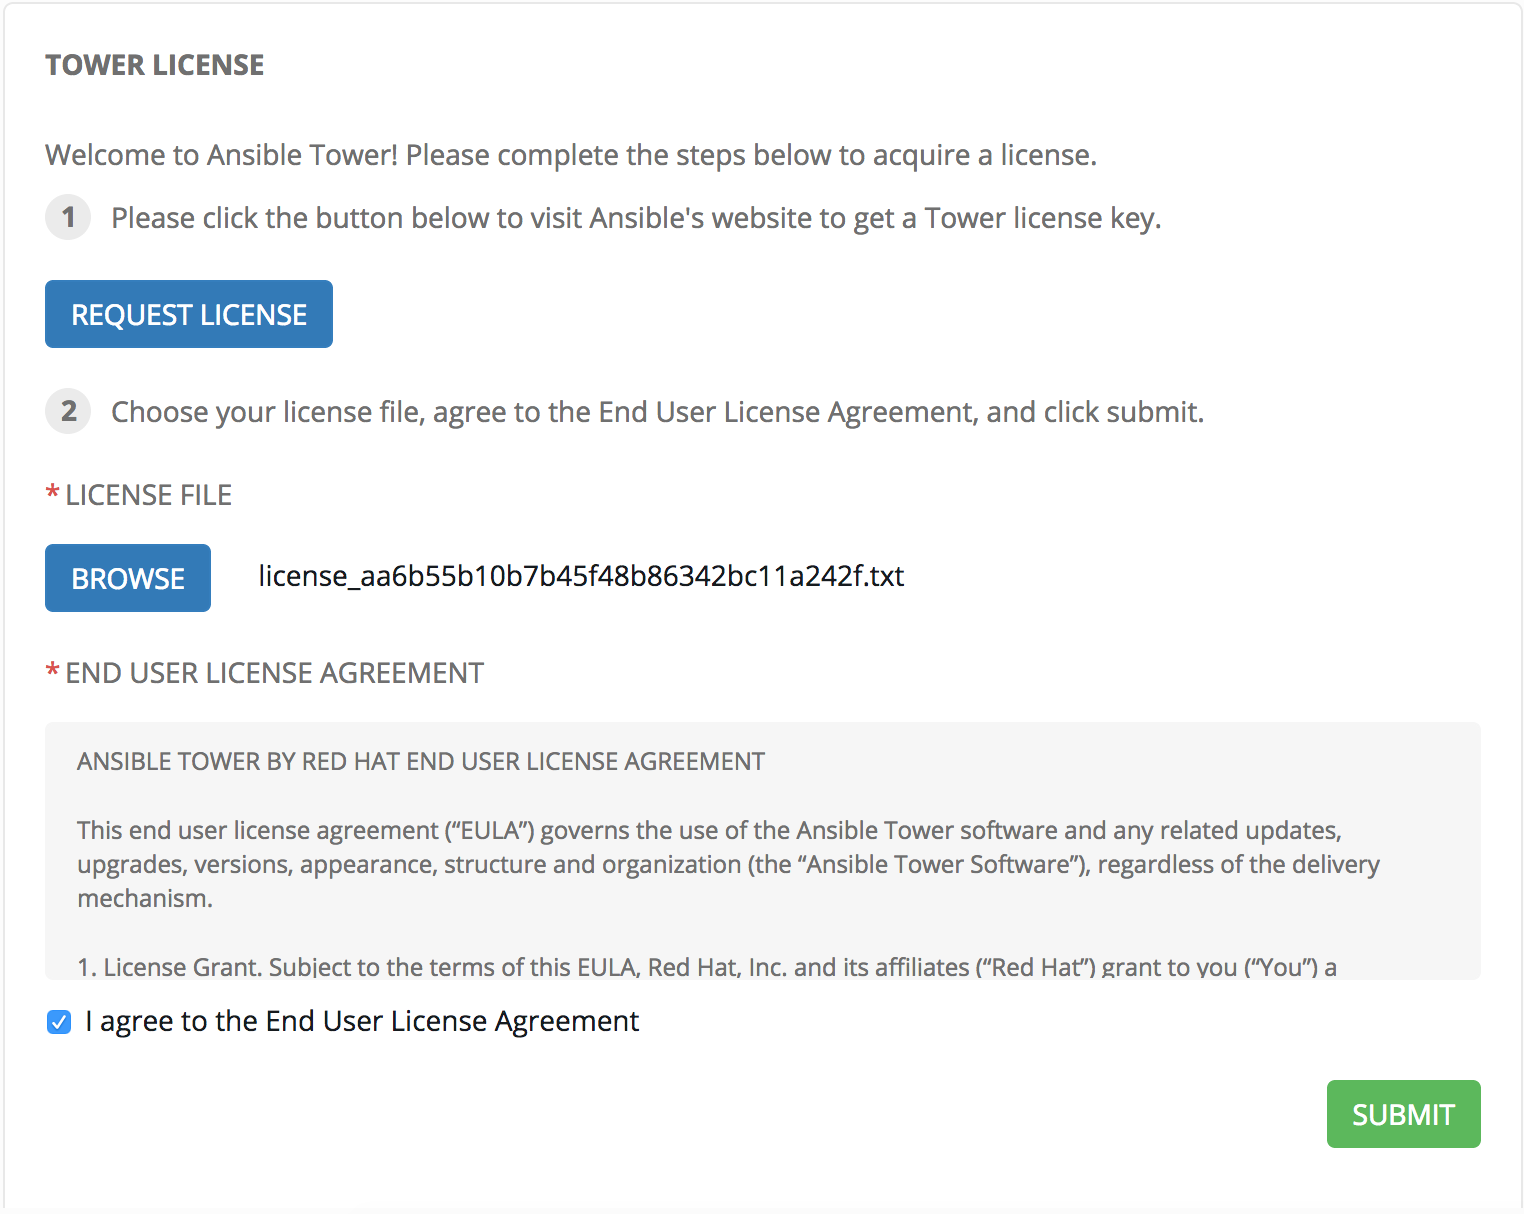 TOWER LICENSE
Welcome to Ansible Tower! Please complete the steps below to acquire a license.
1 Please click the button below to visit Ansible's website to get a Tower license key.
REQUEST LICENSE
2 Choose your license file, agree to the End User License Agreement, and click submit.
* LICENSE FILE
BROWSE license_aa6b55b10b7b45f48b86342bc11a242f.txt
* END USER LICENSE AGREEMENT
ANSIBLE TOWER BY RED HAT END USER LICENSE AGREEMENT
This end user license agreement (“EULA”) governs the use of the Ansible Tower software and any related updates,
upgrades, versions, appearance, structure and organization (the “Ansible Tower Software”), regardless of the delivery
mechanism.
1. License Grant. Subject to the terms of this EULA, Red Hat, Inc. and its affiliates (“Red Hat”) grant to you (“You”) a
I agree to the End User License Agreement
SUBMIT